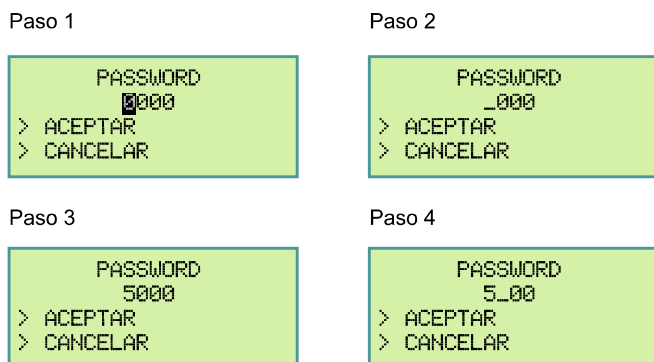 Paso 1
PASSWORD
0000
> ACEPTAR
> CANCELAR
Paso 2
PASSWORD
_000
> ACEPTAR
> CANCELAR
Paso 3
PASSWORD
5000
> ACEPTAR
> CANCELAR
Paso 4
PASSWORD
5_00
> ACEPTAR
> CANCELAR